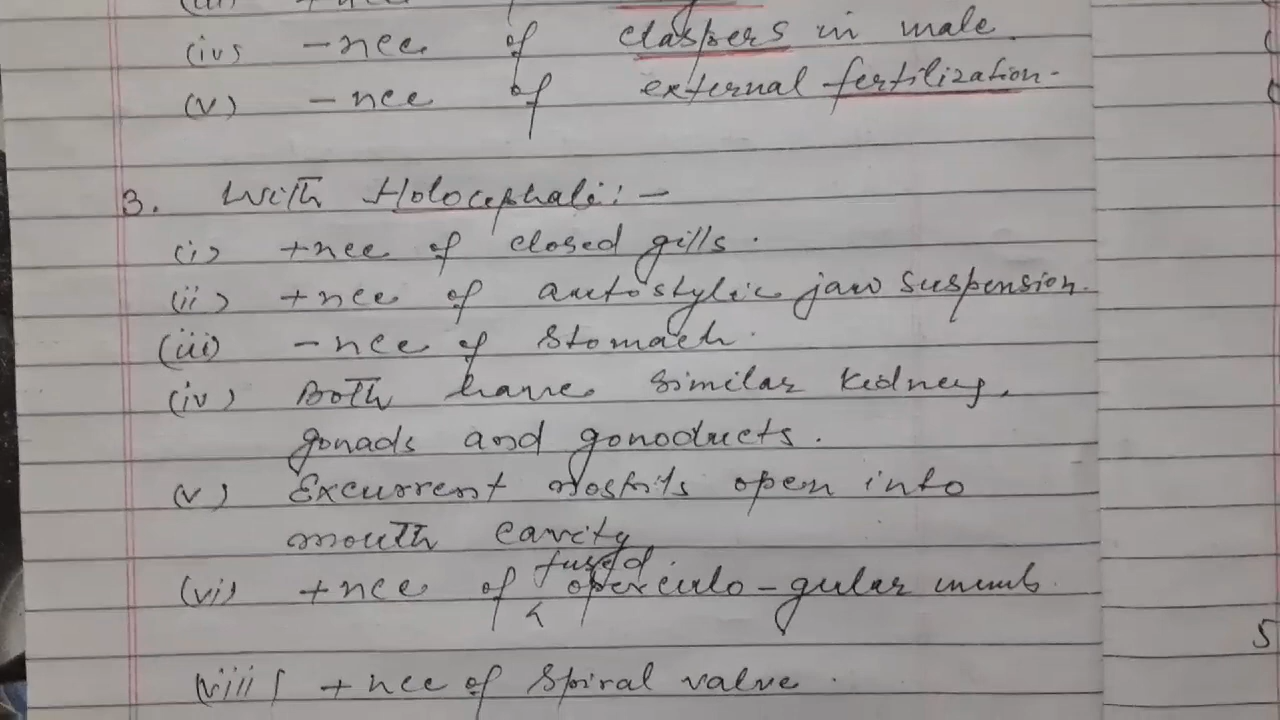 (iv) -nce of claspers in male.
(v) -nce of external fertilization.
3. With Holocephali:-
(i) +nce of closed gills.
(ii) +nce of autostylic jaw suspension.
(iii) -nce of stomach.
(iv) Both have similar kidney,
gonads and gonoducts.
(v) Excurrent nostrils open into
mouth cavity
(vi) +nce of fused operculo-gular memb.
(viii) +nce of spiral valve.
5